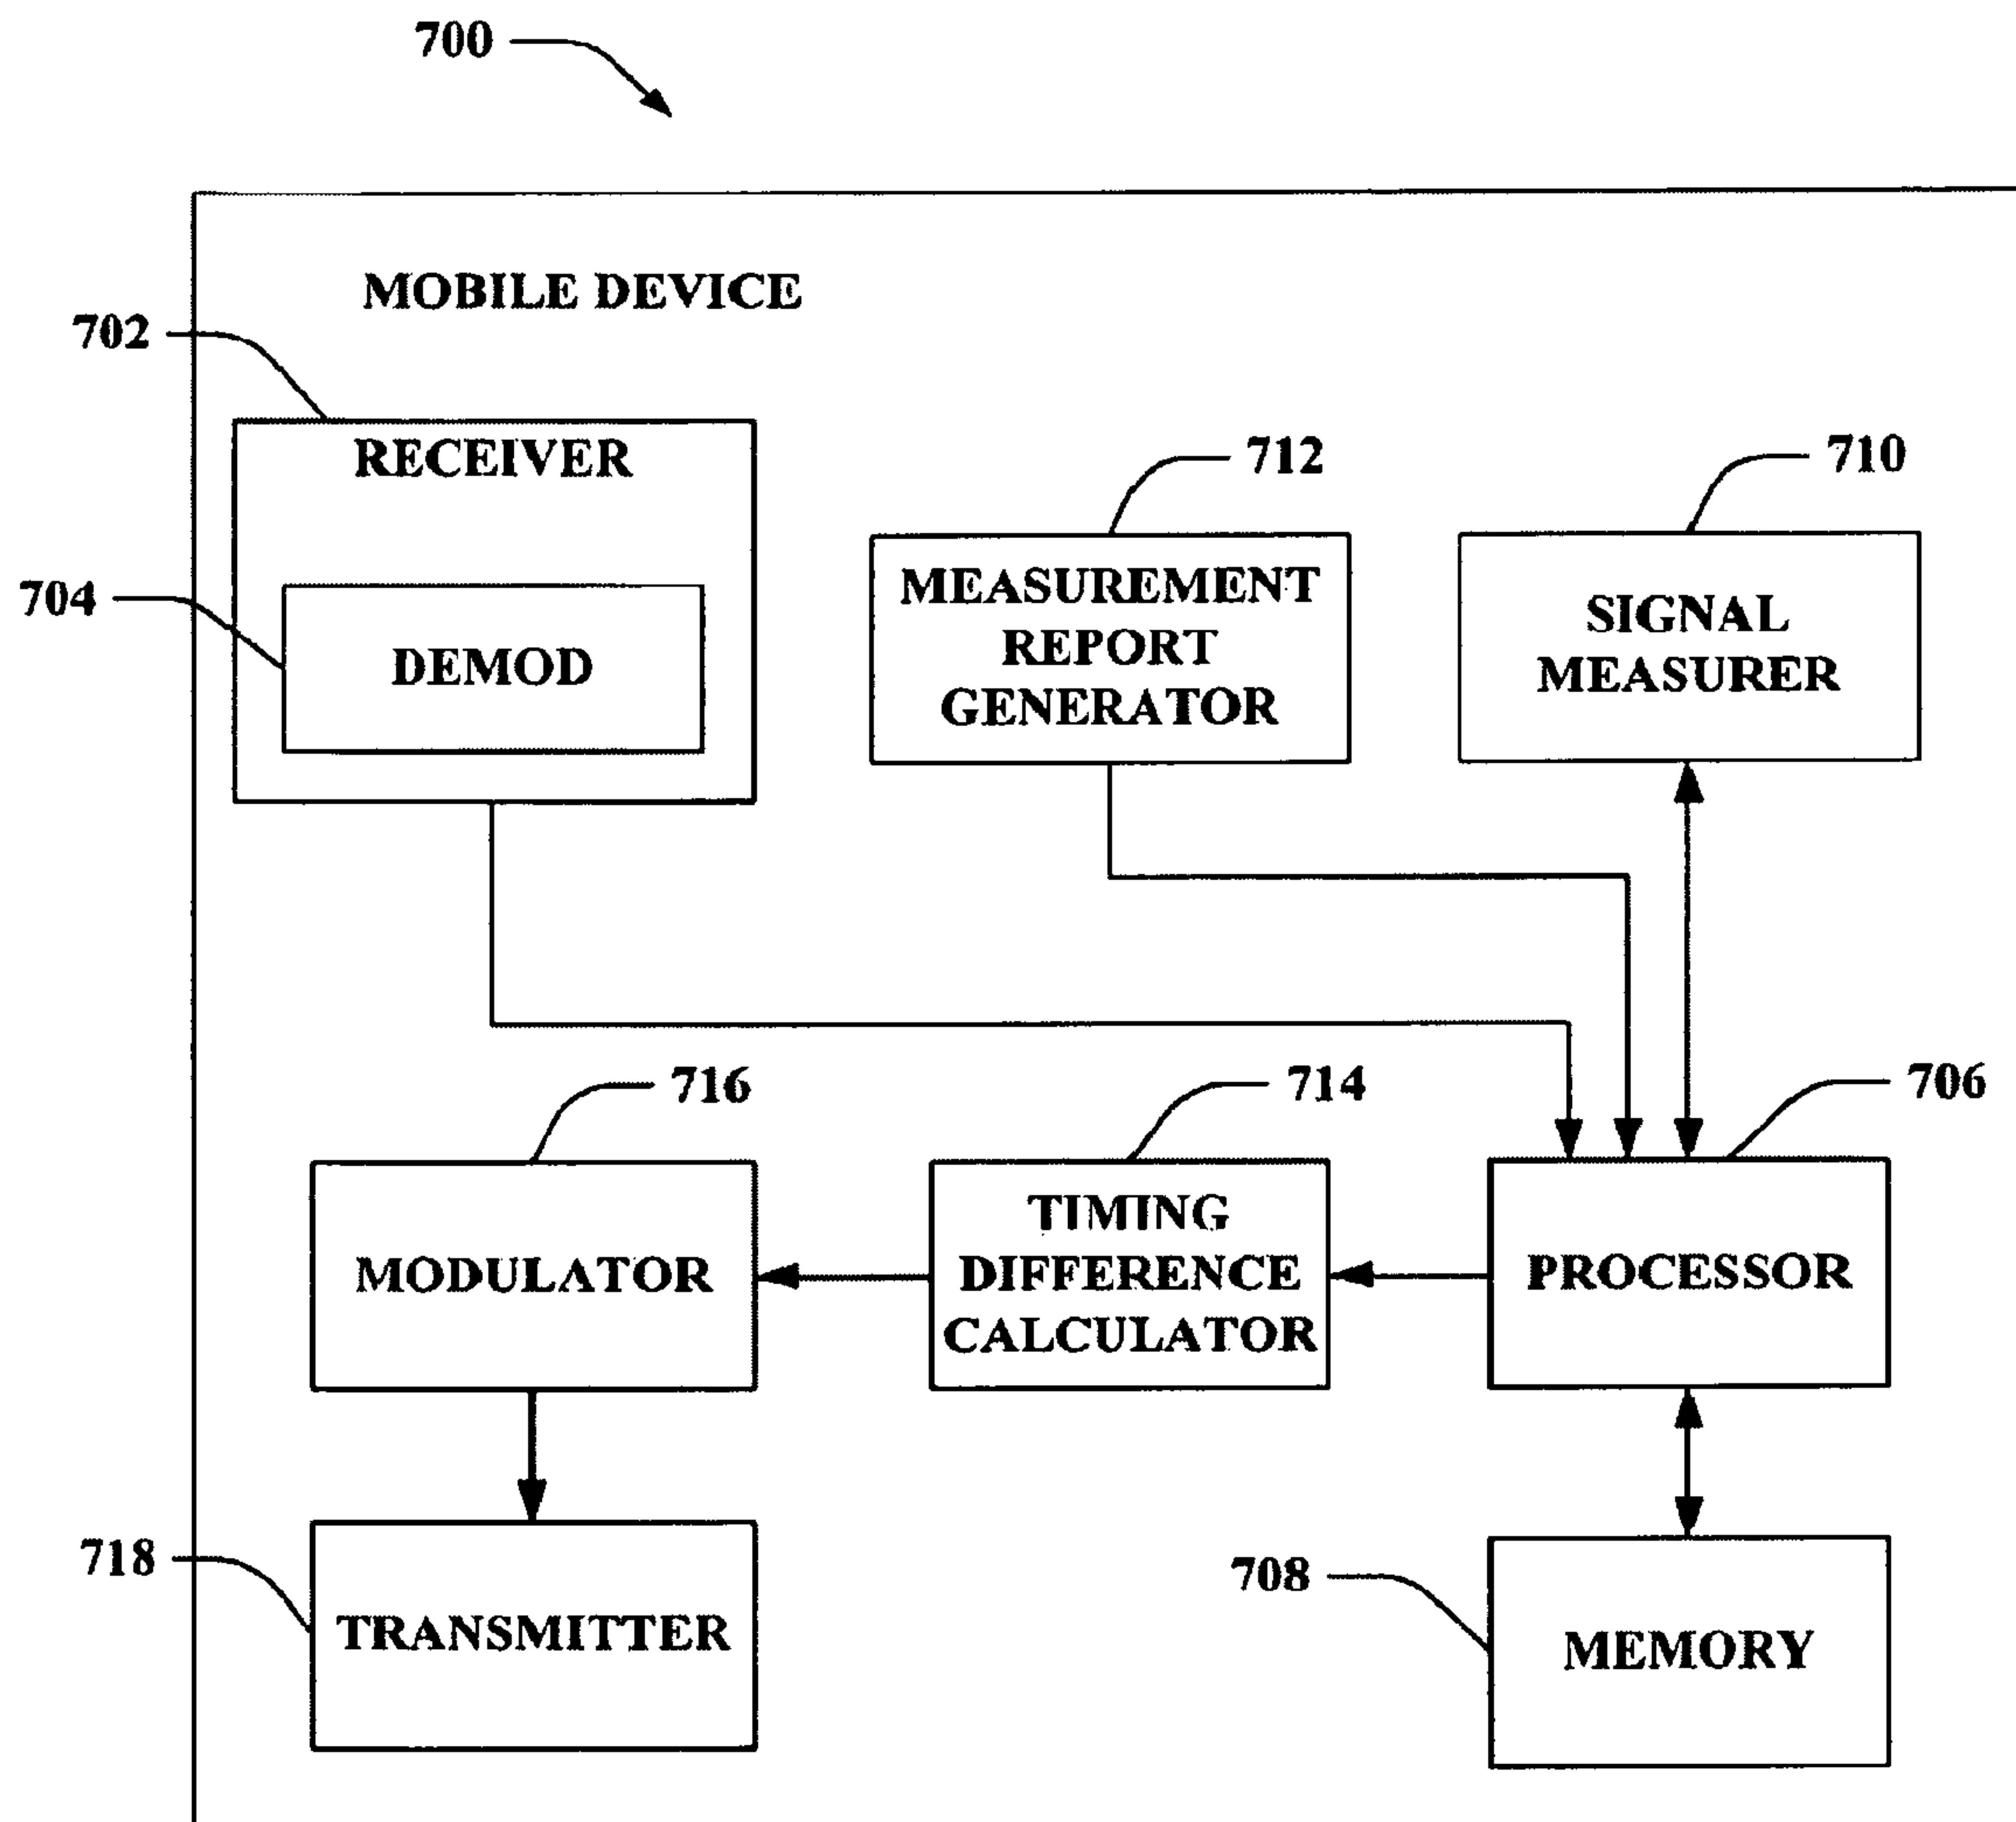 700
MOBILE DEVICE
702
RECEIVER
712
710
704
DEMOD
MEASUREMENT
REPORT
GENERATOR
SIGNAL
MEASURER
716
714
706
MODULATOR
TIMING
DIFFERENCE
CALCULATOR
PROCESSOR
718
TRANSMITTER
708
MEMORY